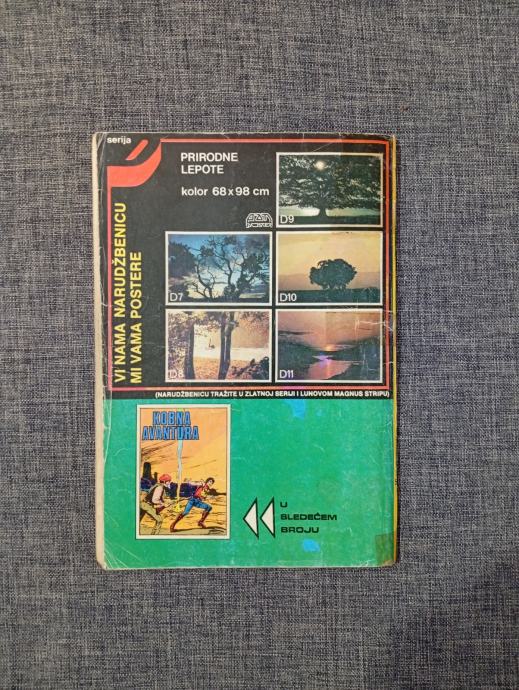 serija
PRIRODNE
LEPOTE
kolor 68 x 98 cm
VI NAMA NARUDŽBENICU
MI VAMA POSTERE
D9
D7
D10
D8
D11
(NARUDŽBENICU TRAŽITE U ZLATNOJ SERIJI I LUNOVOM MAGNUS STRIPU)
KOBNA
AVANTURA
U
SLEDEĆEM
BROJU